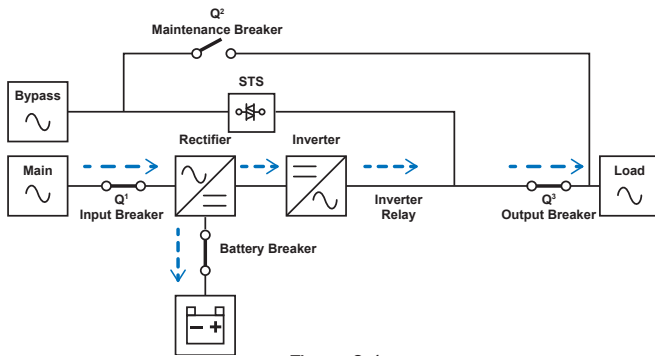 Q²
Maintenance Breaker
Bypass
STS
Rectifier
Inverter
Main
Load
Q¹
Input Breaker
Inverter
Relay
Q³
Output Breaker
Battery Breaker
- +